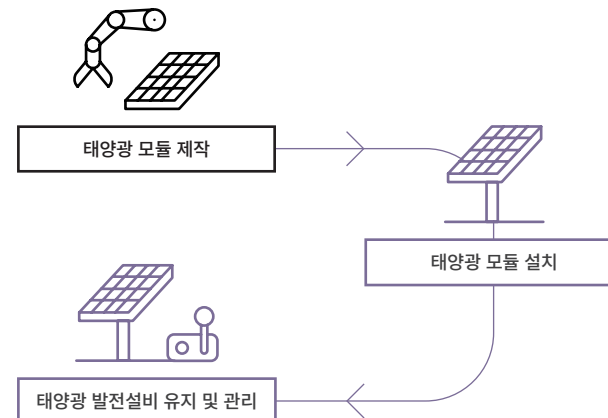 태양광 모듈 제작
태양광 모듈 설치
태양광 발전설비 유지 및 관리